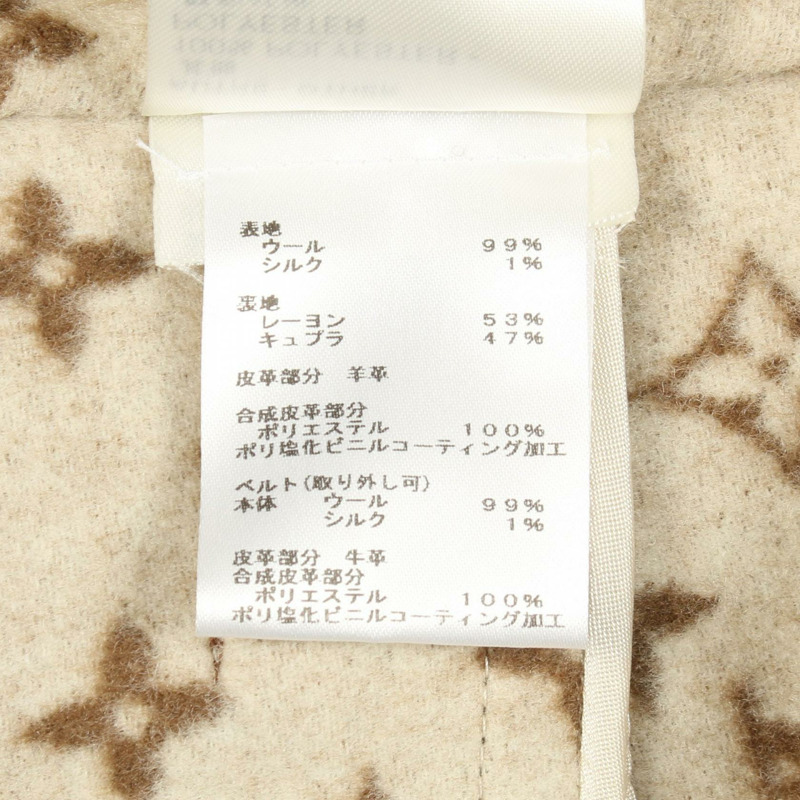 表地
ウール 99%
シルク 1%
裏地
レーヨン 53%
キュプラ 47%
皮革部分 羊革
合成皮革部分
ポリエステル 100%
ポリ塩化ビニルコーティング加工
ベルト(取り外し可)
本体 ウール 99%
シルク 1%
皮革部分 牛革
合成皮革部分
ポリエステル 100%
ポリ塩化ビニルコーティング加工